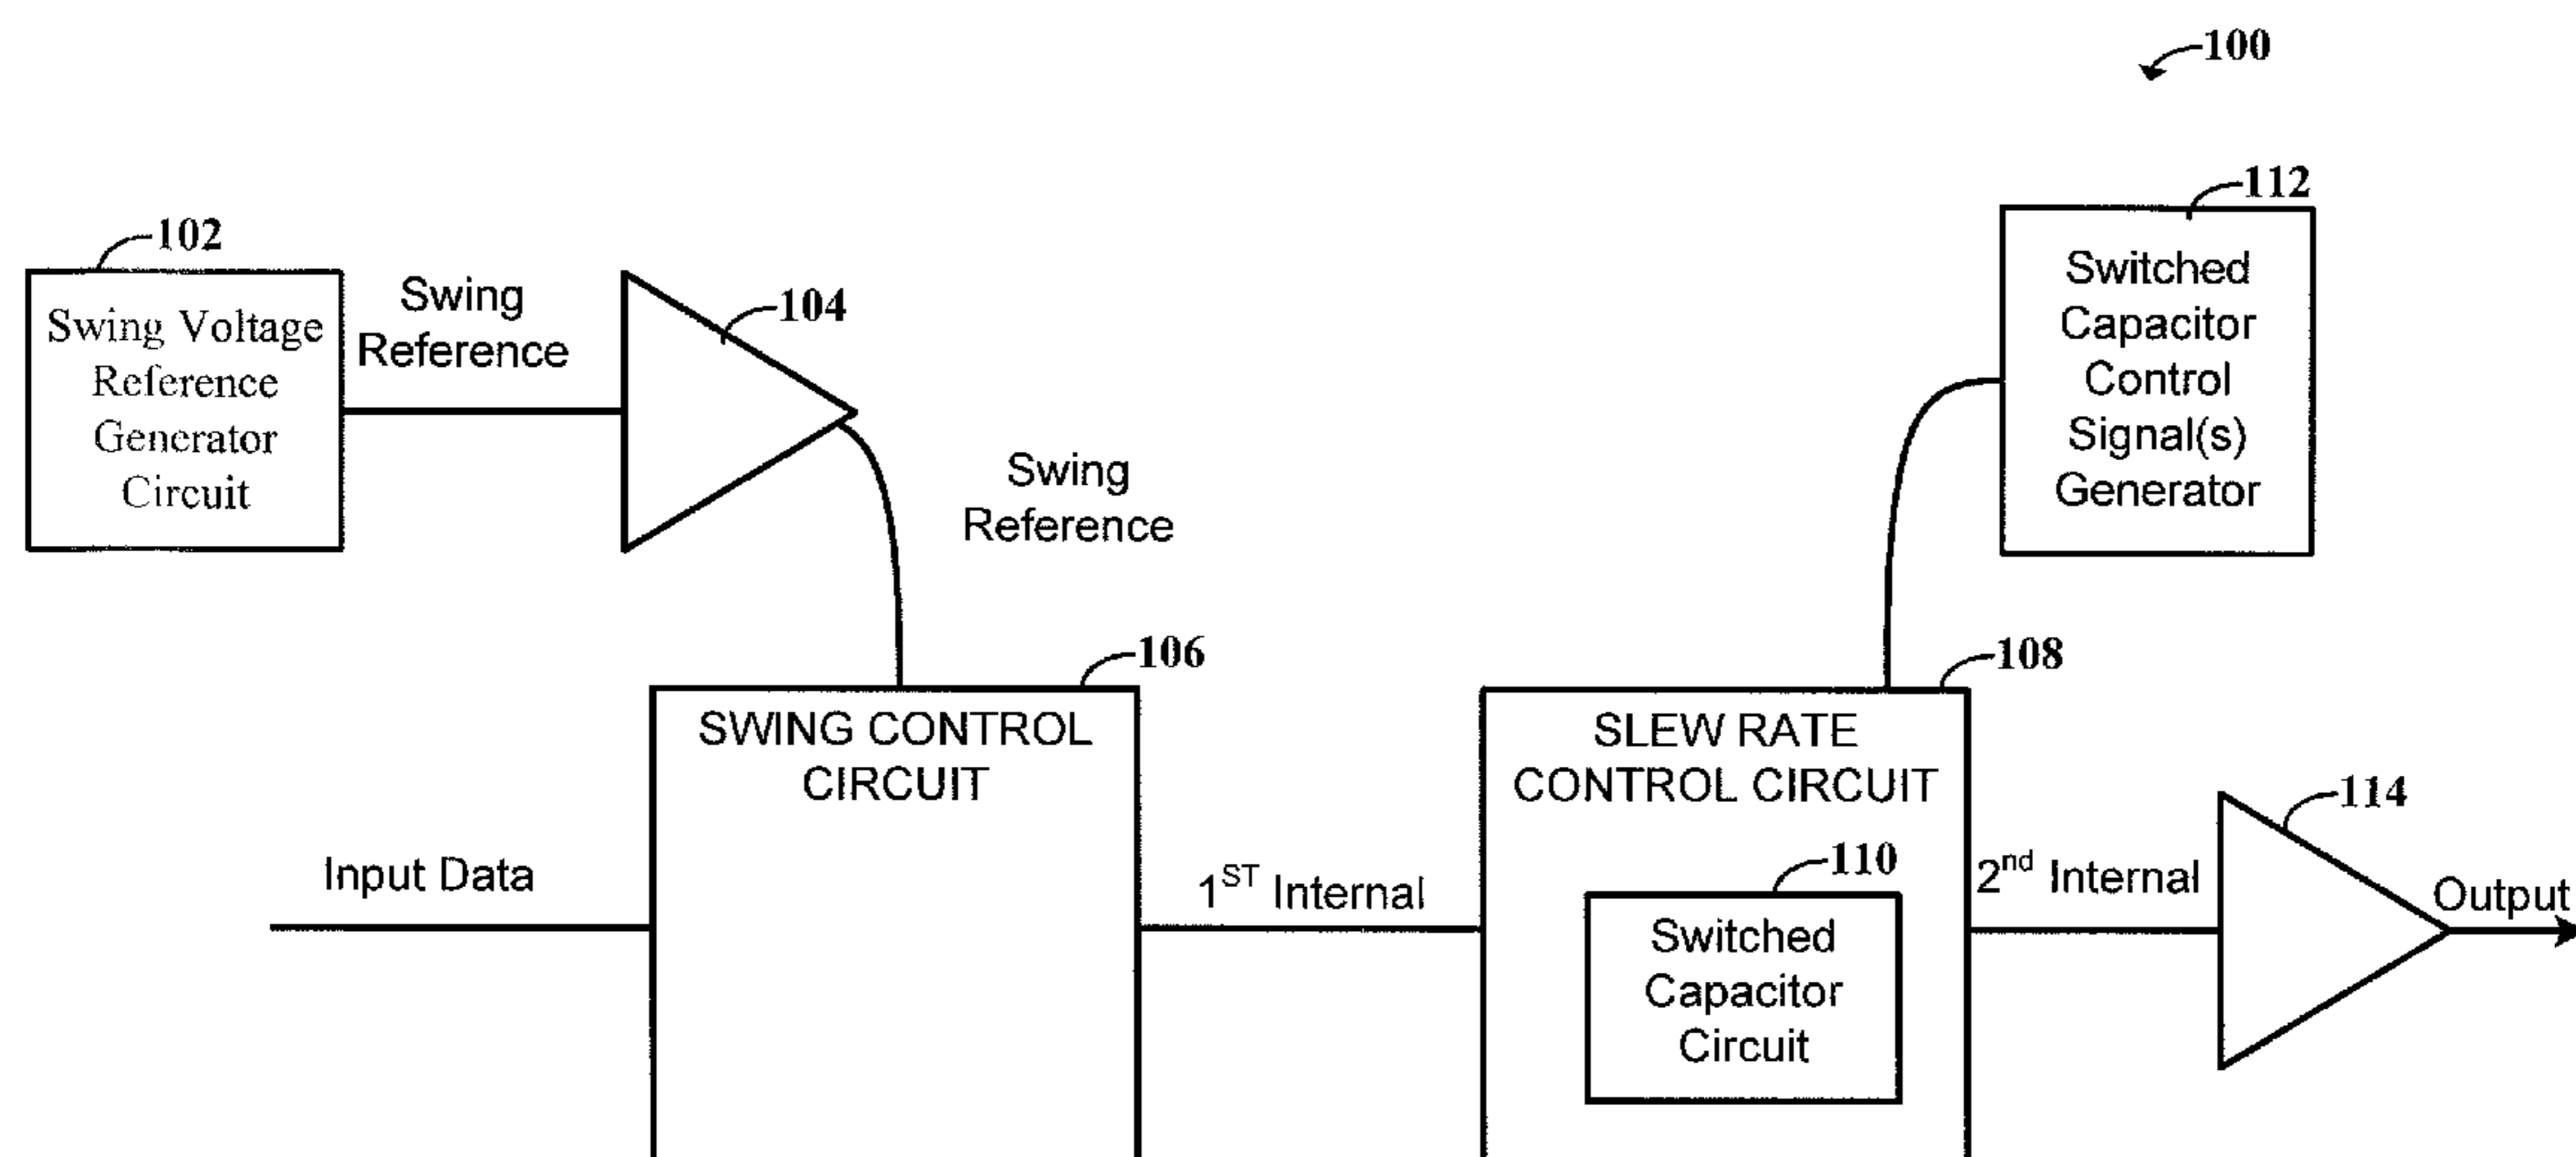 100
112
Switched
Capacitor
Control
Signal(s)
Generator
102
Swing Voltage
Reference
Generator
Circuit
Swing
Reference
104
Swing
Reference
106
SWING CONTROL
CIRCUIT
108
SLEW RATE
CONTROL CIRCUIT
Input Data
1ST Internal
110
Switched
Capacitor
Circuit
2nd Internal
114
Output